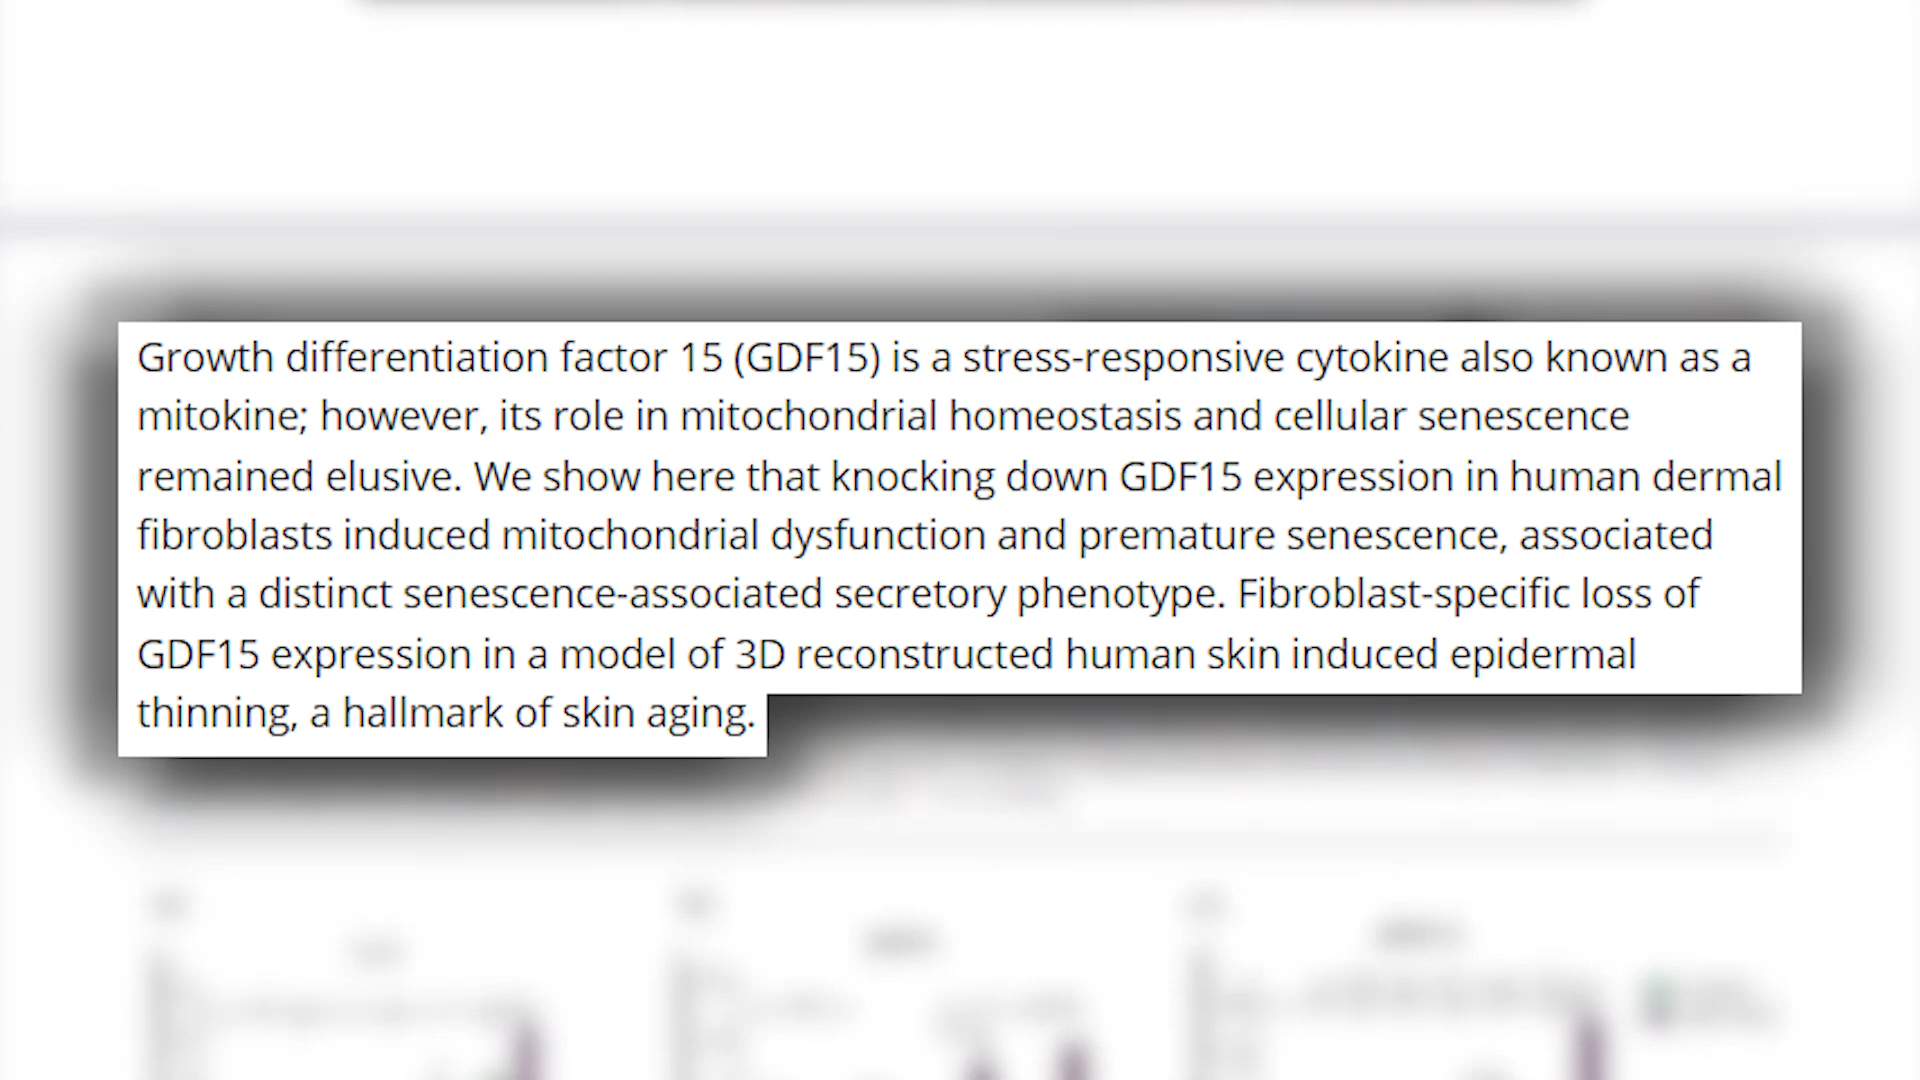 Growth differentiation factor 15 (GDF15) is a stress-responsive cytokine also known as a
mitokine; however, its role in mitochondrial homeostasis and cellular senescence
remained elusive. We show here that knocking down GDF15 expression in human dermal
fibroblasts induced mitochondrial dysfunction and premature senescence, associated
with a distinct senescence-associated secretory phenotype. Fibroblast-specific loss of
GDF15 expression in a model of 3D reconstructed human skin induced epidermal
thinning, a hallmark of skin aging.